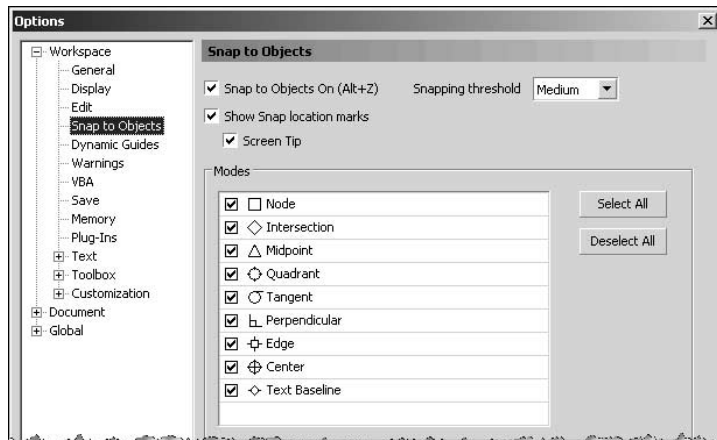 Options
Workspace
General
Display
Edit
Snap to Objects
Dynamic Guides
Warnings
VBA
Save
Memory
Plug-Ins
Text
Toolbox
Customization
Document
Global
Snap to Objects
Snap to Objects On (Alt+Z)
Snapping threshold
Medium
Show Snap location marks
Screen Tip
Modes
Node
Intersection
Midpoint
Quadrant
Tangent
Perpendicular
Edge
Center
Text Baseline
Select All
Deselect All